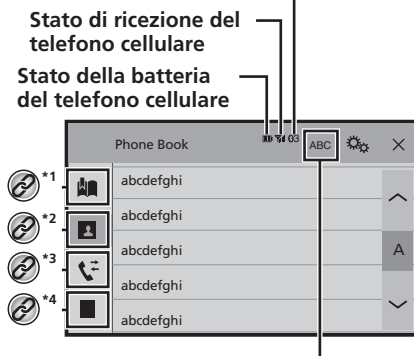 Stato di ricezione del
telefono cellulare
Stato della batteria
del telefono cellulare
Phone Book
03
ABC
*1
abcdefghi
*2
abcdefghi
*3
abcdefghi
A
*4
abcdefghi
abcdefghi